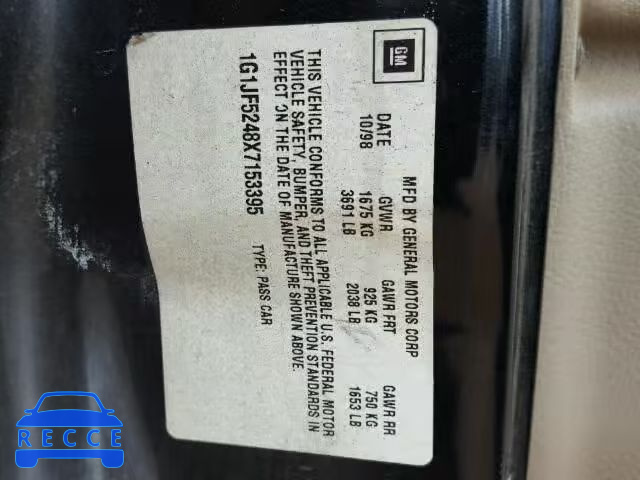 GM
MFD BY GENERAL MOTORS CORP
DATE GVWR GAWR FRT GAWR RR
10/98 1675 KG 925 KG 750 KG
3691 LB 2038 LB 1653 LB
THIS VEHICLE CONFORMS TO ALL APPLICABLE U.S. FEDERAL MOTOR
VEHICLE SAFETY, BUMPER, AND THEFT PREVENTION STANDARDS IN
EFFECT ON THE DATE OF MANUFACTURE SHOWN ABOVE.
1G1JF5248X7153395 TYPE: PASS CAR
RECCE